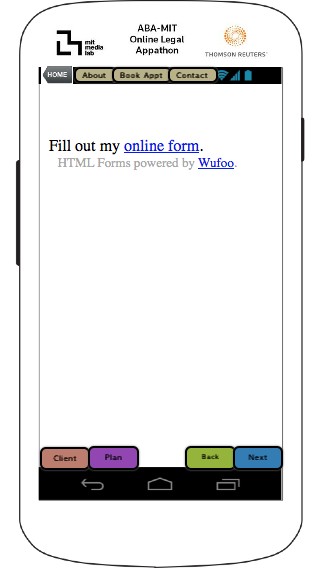 mit
media
lab
ABA-MIT
Online Legal
Appathon
THOMSON REUTERS
HOME
About
Book Appt
Contact
Fill out my online form.
HTML Forms powered by Wufoo.
Client
Plan
Back
Next